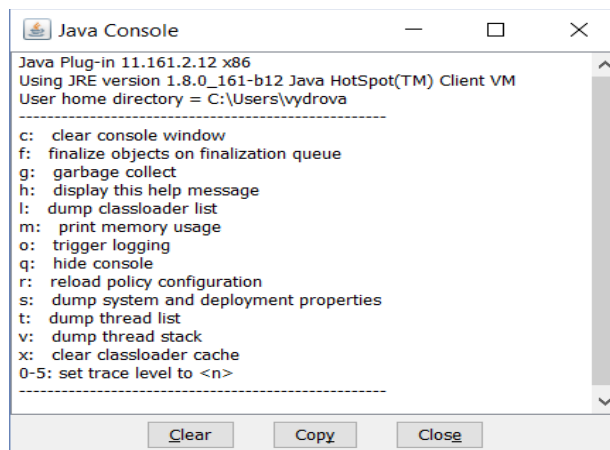 Java Console
Java Plug-in 11.161.2.12 x86
Using JRE version 1.8.0_161-b12 Java HotSpot(TM) Client VM
User home directory = C:\Users\vydrova
----------------------------------------------------
c:   clear console window
f:   finalize objects on finalization queue
g:   garbage collect
h:   display this help message
l:   dump classloader list
m:   print memory usage
o:   trigger logging
q:   hide console
r:   reload policy configuration
s:   dump system and deployment properties
t:   dump thread list
v:   dump thread stack
x:   clear classloader cache
0-5: set trace level to <n>
----------------------------------------------------
Clear Copy Close